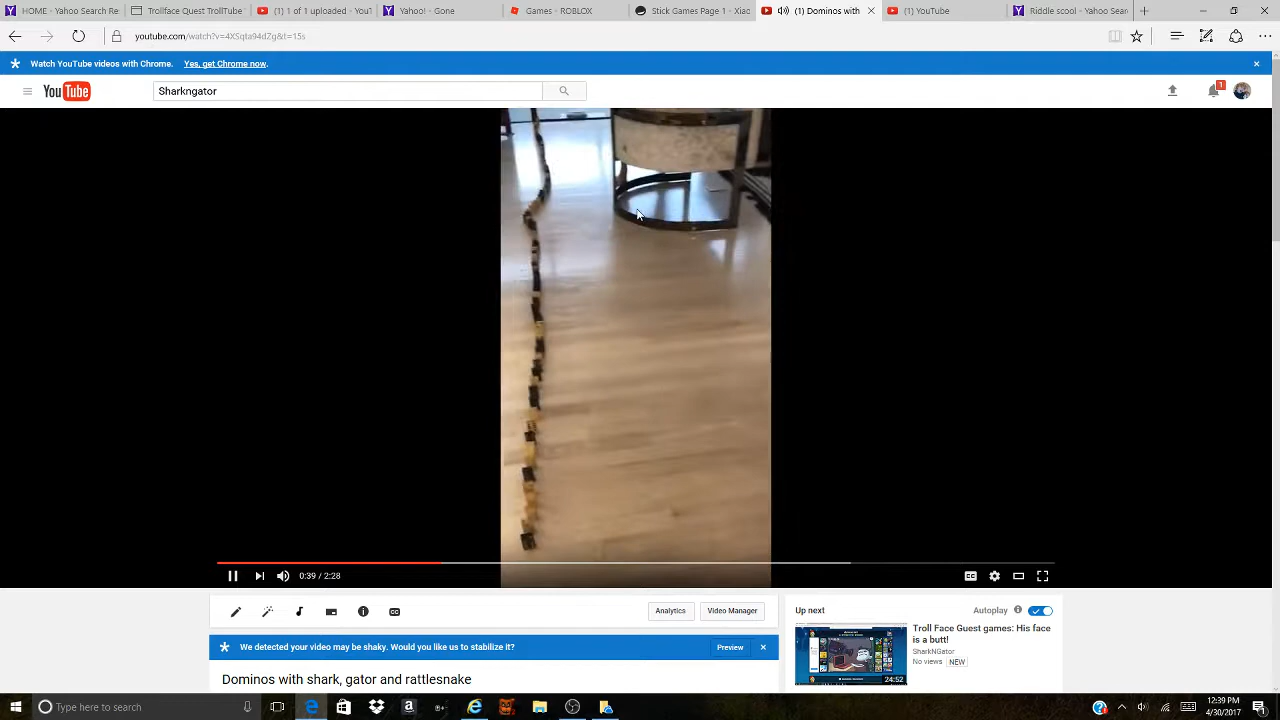 HOME - Yahoo Search Re
Trollface Quest TrollTube
(1) 1 of 1 uploaded - You
Yahoo! - Gone
Games - ROBLOX
Stick Games Page 1 - Xiao
(1) Dominos with
(1) YouTube
Riddle scool - Yahoo Sear
youtube.com/watch?v=4XSqta94dZg&t=15s
Watch YouTube videos with Chrome. Yes, get Chrome now.
YouTube
Sharkngator
1
0:39 / 2:28
CC
Analytics
Video Manager
Up next
Autoplay
We detected your video may be shaky. Would you like us to stabilize it?
Preview
Troll Face Guest games: His face
is a butt!
SharkNGator
No views NEW
24:52
Dominos with shark, gator and rattlesnake
Type here to search
12:39 PM
4/30/2017